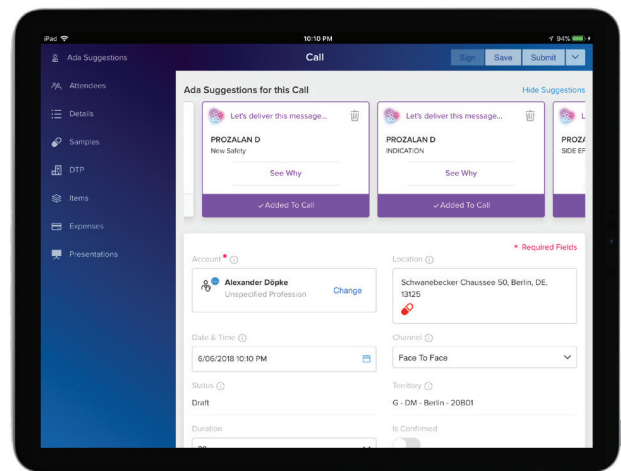 iPad 10:10 PM 94%
Call
Sign Save Submit
Ada Suggestions
Attendees
Details
Samples
DTP
Items
Expenses
Presentations
Ada Suggestions for this Call Hide Suggestions
Let's deliver this message... Let's deliver this message... L
PROZALAN D PROZALAN D PROZA
New Safety INDICATION SIDE EF
See Why See Why
Added To Call Added To Call
* Required Fields
Account * Location
Alexander Döpke
Unspecified Profession
Change
Schwanebecker Chaussee 50, Berlin, DE,
13125
Date & Time Channel
6/06/2018 10:10 PM Face To Face
Status Territory
Draft G - DM - Berlin - 20B01
Duration Is Confirmed